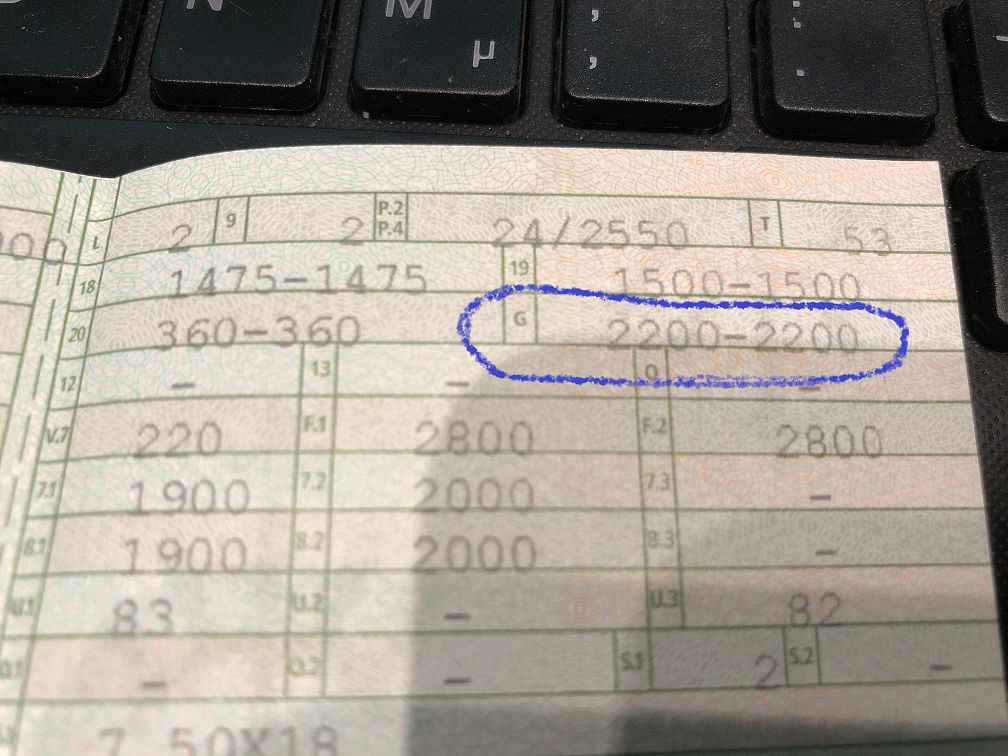 N M µ , ; . :
L 2 9 2 P.2 P.4 24/2550 T 53
18 1475-1475 19 1500-1500
20 360-360 G 2200-2200
12 - 13 - Q -
V.7 220 F.1 2800 F.2 2800
7.1 1900 7.2 2000 7.3 -
8.1 1900 8.2 2000 8.3 -
U.1 83 U.2 - U.3 82
O.1 - O.2 - S.1 2 S.2 -
7.50X18